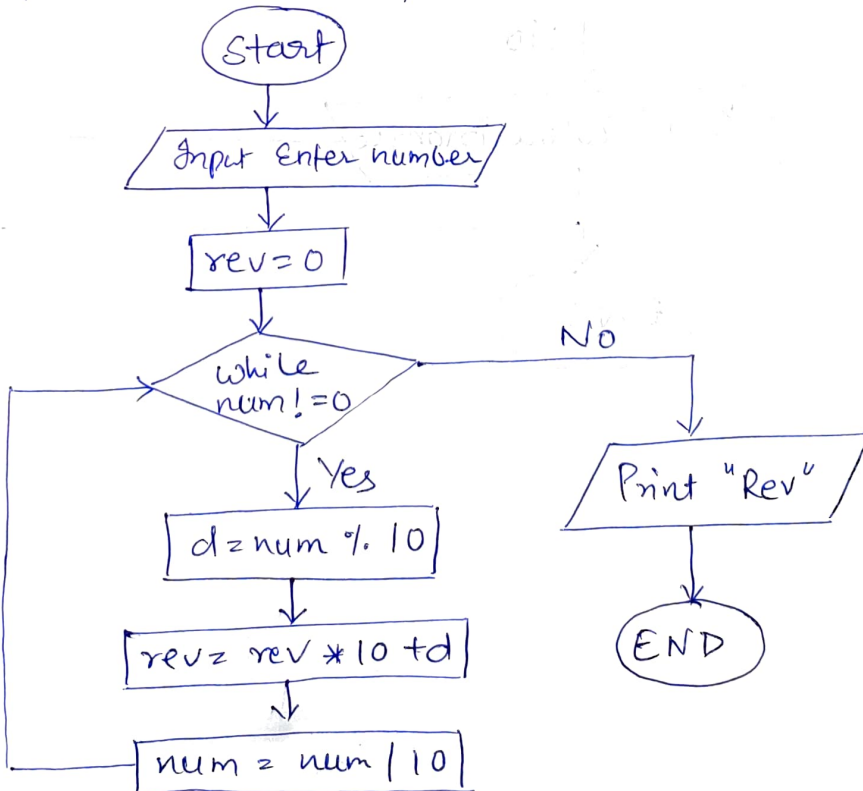 Start
Input Enter number
rev=0
while
num!=0
No
Yes
Print "Rev"
d=num % 10
rev= rev * 10 +d
END
num = num / 10